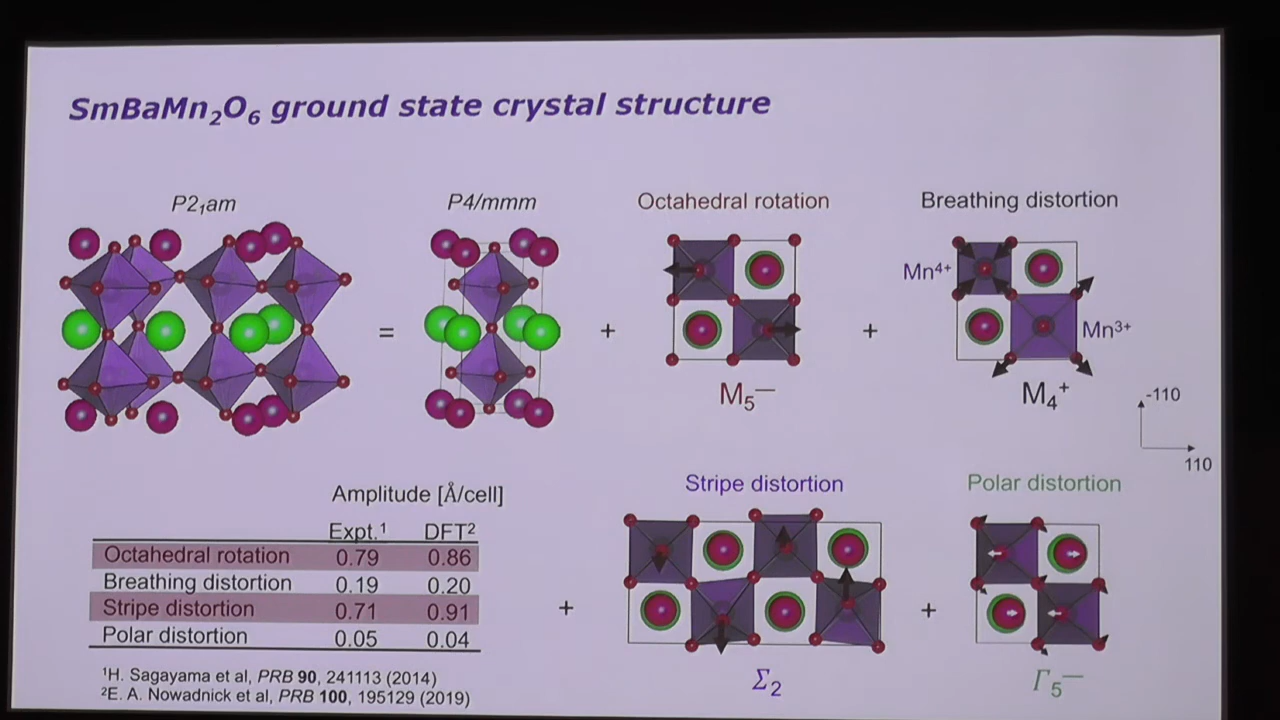 SmBaMn₂O₆ ground state crystal structure
P2₁am
=
P4/mmm
+
Octahedral rotation
M₅⁻
+
Breathing distortion
Mn⁴⁺
Mn³⁺
M₄⁺
-110
110
Amplitude [Å/cell]
Expt.¹ DFT²
Octahedral rotation 0.79 0.86
Breathing distortion 0.19 0.20
Stripe distortion 0.71 0.91
Polar distortion 0.05 0.04
¹H. Sagayama et al, PRB 90, 241113 (2014)
²E. A. Nowadnick et al, PRB 100, 195129 (2019)
+
Stripe distortion
Σ₂
+
Polar distortion
Γ₅⁻